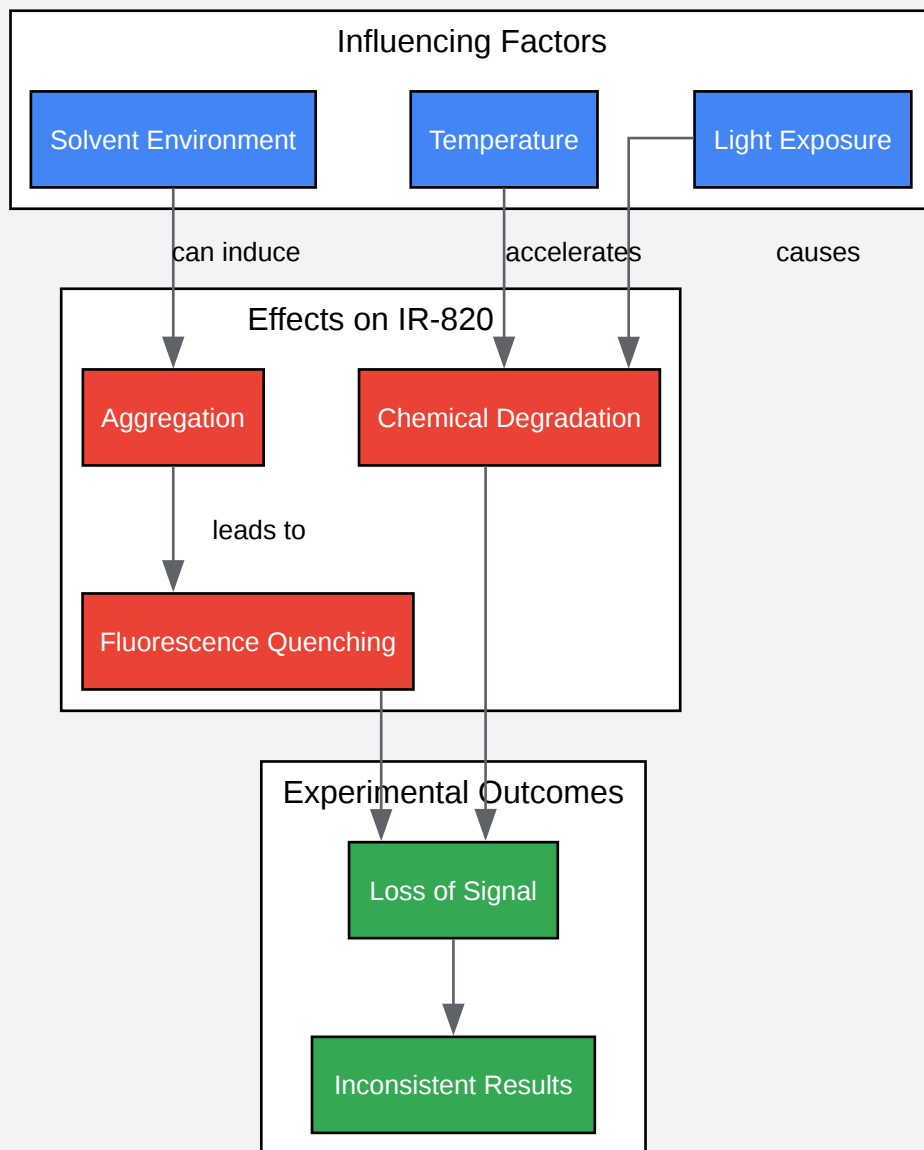 Influencing Factors
Solvent Environment
Temperature
Light Exposure
can induce
accelerates
causes
Effects on IR-820
Aggregation
Chemical Degradation
leads to
Fluorescence Quenching
Experimental Outcomes
Loss of Signal
Inconsistent Results